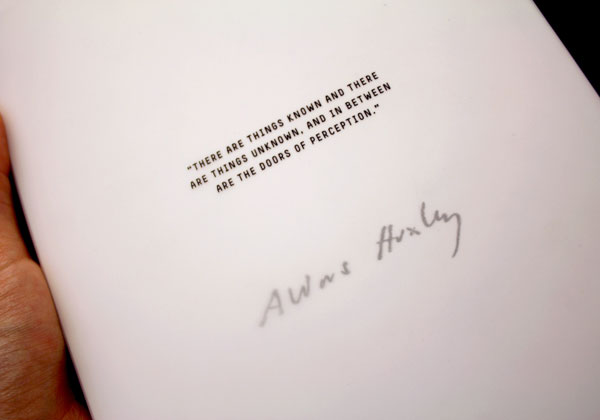 "THERE ARE THINGS KNOWN AND THERE
ARE THINGS UNKNOWN, AND IN BETWEEN
ARE THE DOORS OF PERCEPTION."
Aldous Huxley